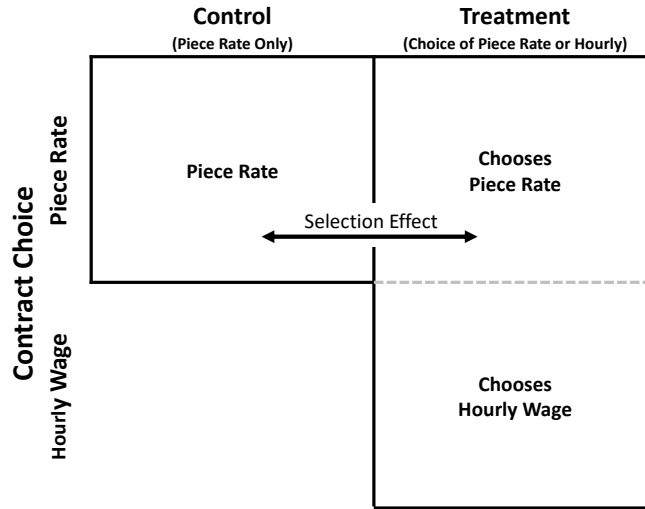 Control
(Piece Rate Only)
Treatment
(Choice of Piece Rate or Hourly)
Contract Choice
Piece Rate
Hourly Wage
Piece Rate
Chooses
Piece Rate
Selection Effect
Chooses
Hourly Wage